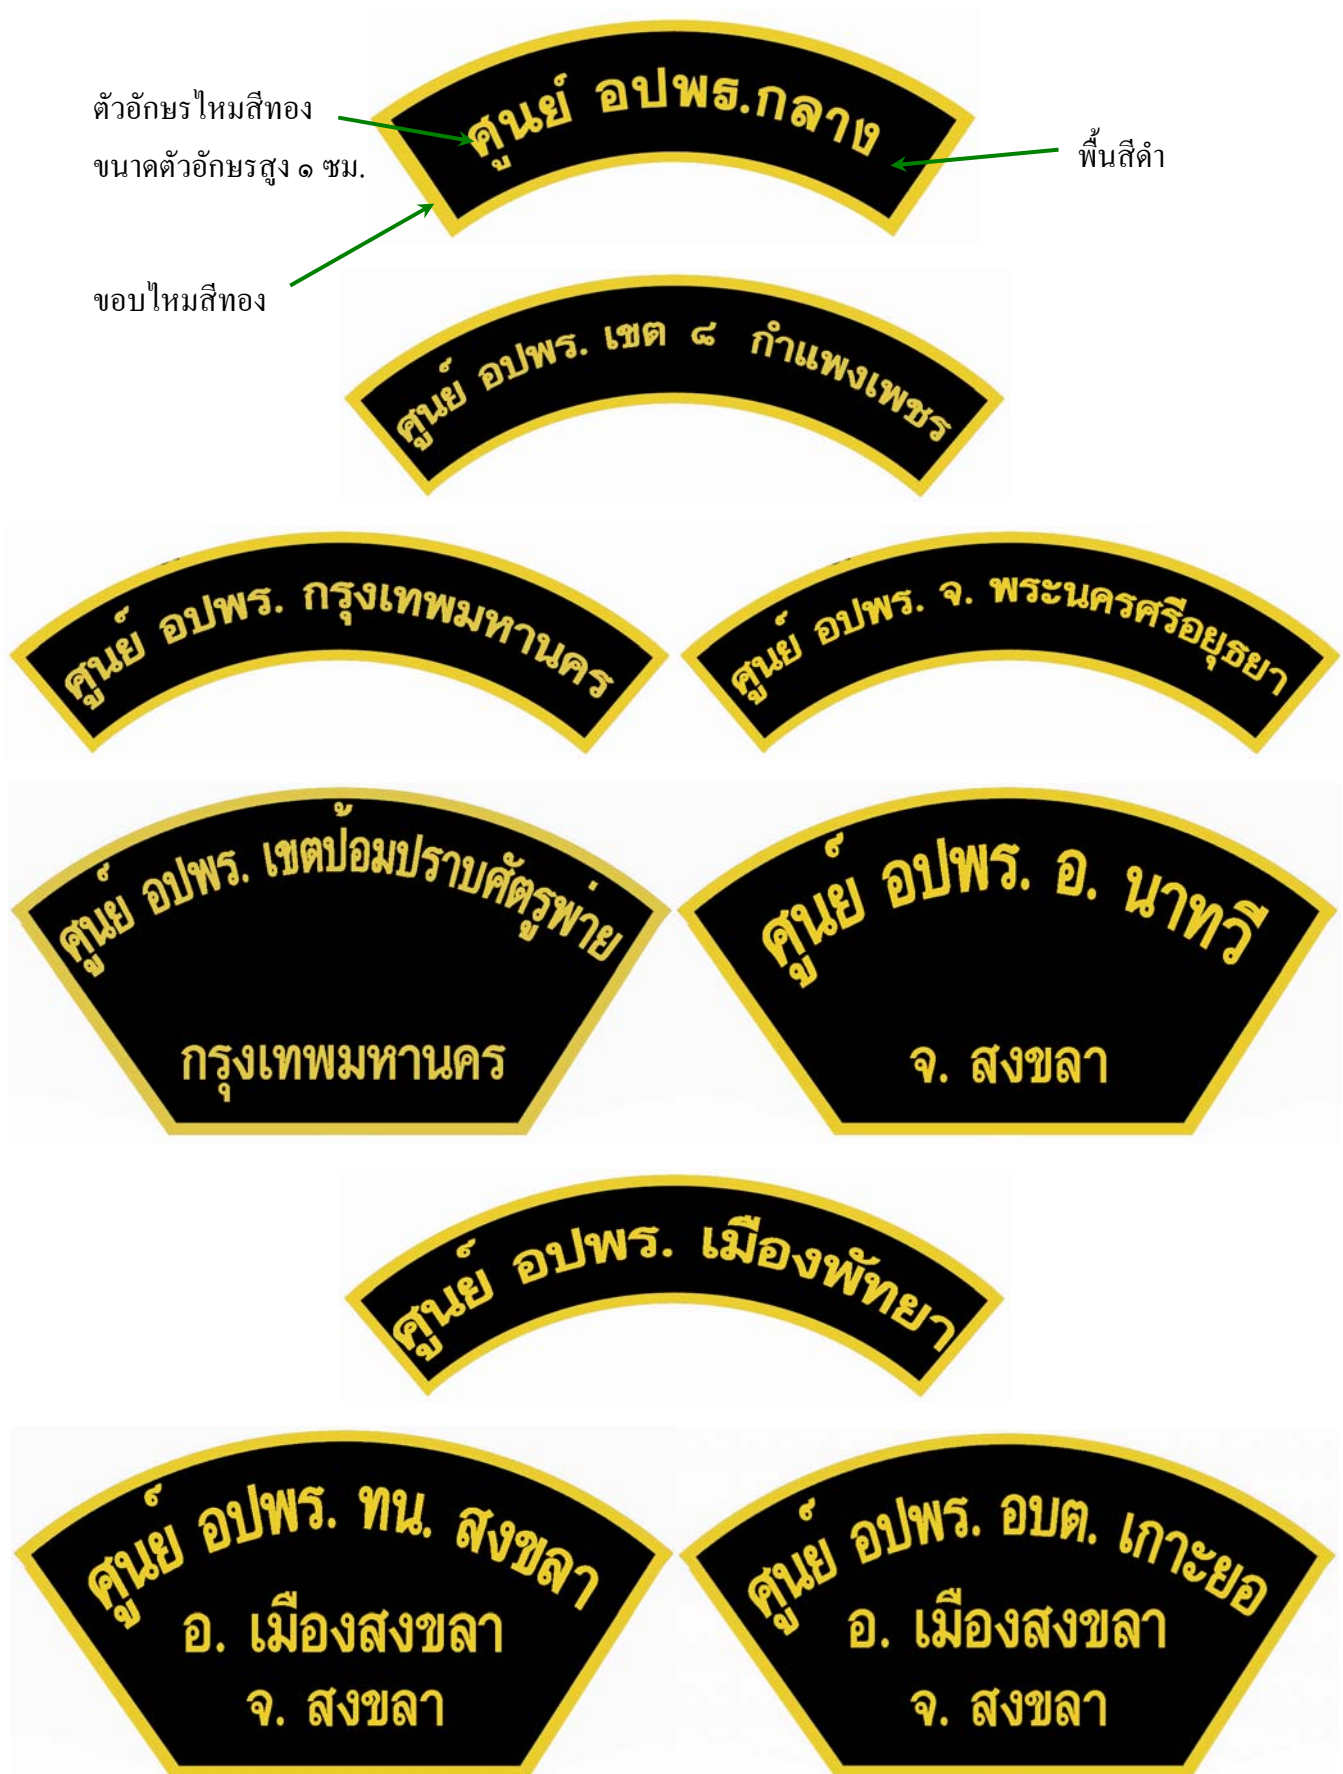 ตัวอักษรไหมสีทอง
ขนาดตัวอักษรสูง ๑ ซม.
ขอบไหมสีทอง
ศูนย์ อปพร.กลาง
พื้นสีดำ
ศูนย์ อปพร. เขต ๘ กำแพงเพชร
ศูนย์ อปพร. กรุงเทพมหานคร
ศูนย์ อปพร. จ. พระนครศรีอยุธยา
ศูนย์ อปพร. เขตป้อมปราบศัตรูพ่าย
กรุงเทพมหานคร
ศูนย์ อปพร. อ. นาทวี
จ. สงขลา
ศูนย์ อปพร. เมืองพัทยา
ศูนย์ อปพร. ทน. สงขลา
อ. เมืองสงขลา
จ. สงขลา
ศูนย์ อปพร. อบต. เกาะยอ
อ. เมืองสงขลา
จ. สงขลา